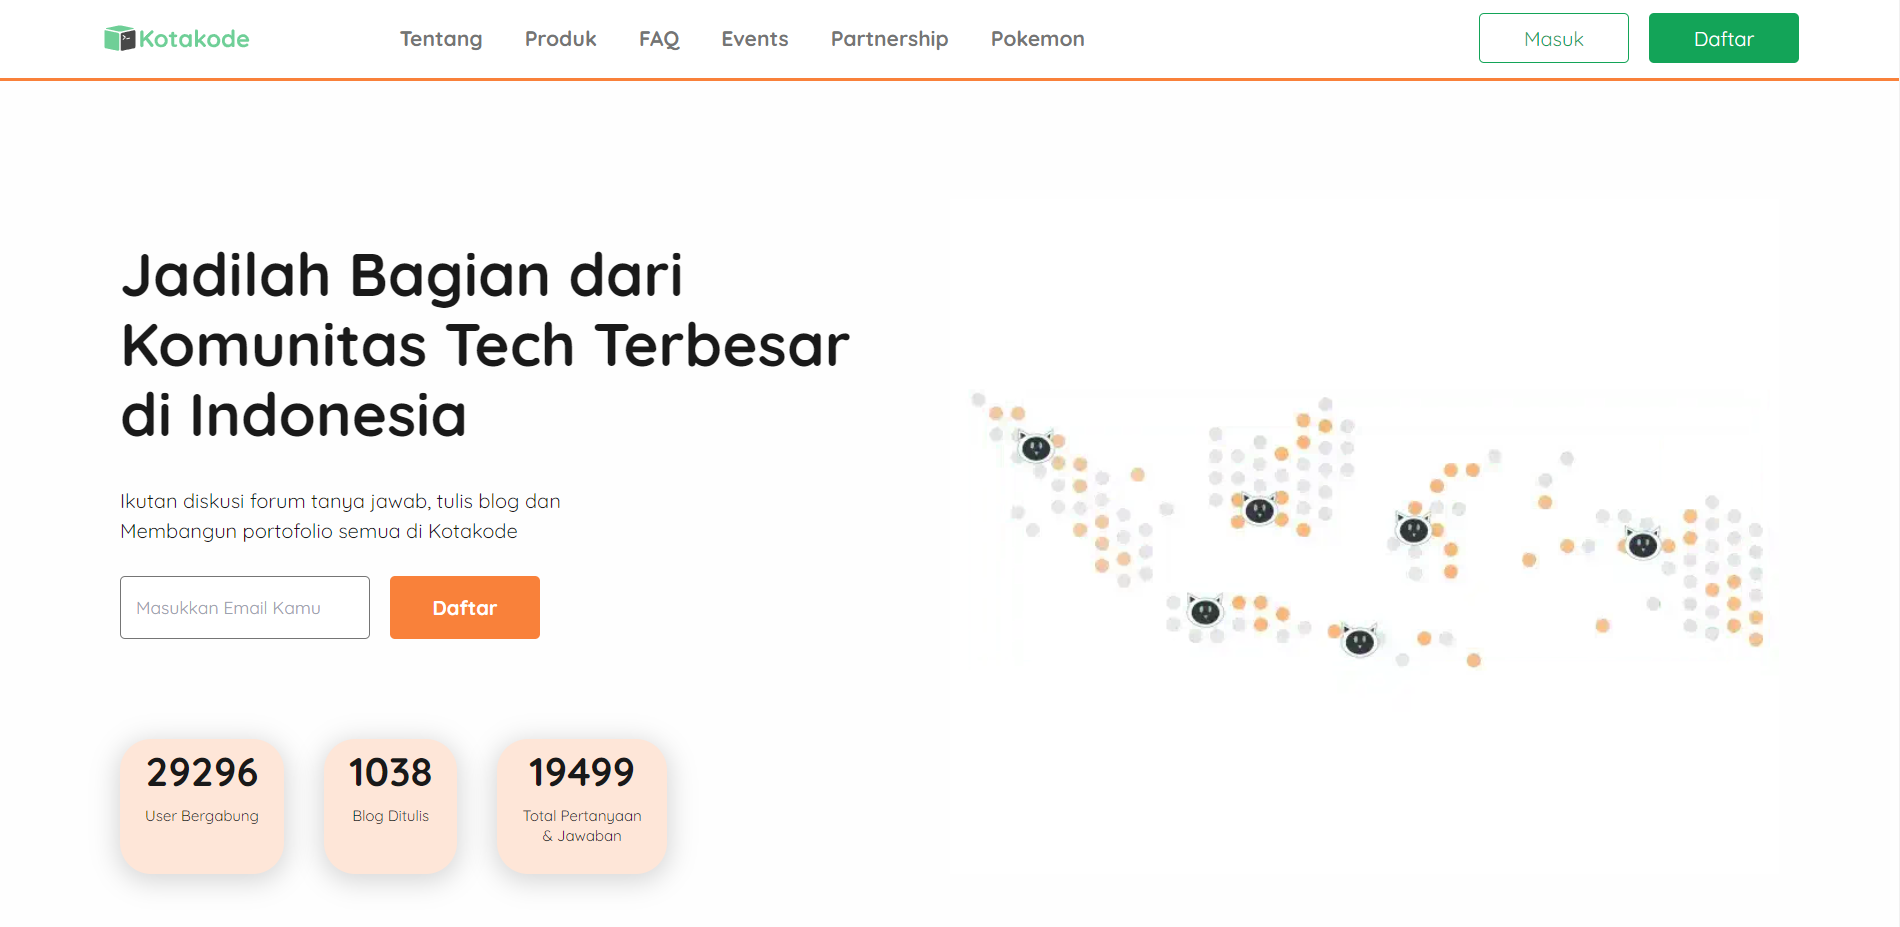 Kotakode
Tentang
Produk
FAQ
Events
Partnership
Pokemon
Masuk
Daftar
Jadilah Bagian dari
Komunitas Tech Terbesar
di Indonesia
Ikutan diskusi forum tanya jawab, tulis blog dan
Membangun portofolio semua di Kotakode
Masukkan Email Kamu
Daftar
29296
User Bergabung
1038
Blog Ditulis
19499
Total Pertanyaan
& Jawaban